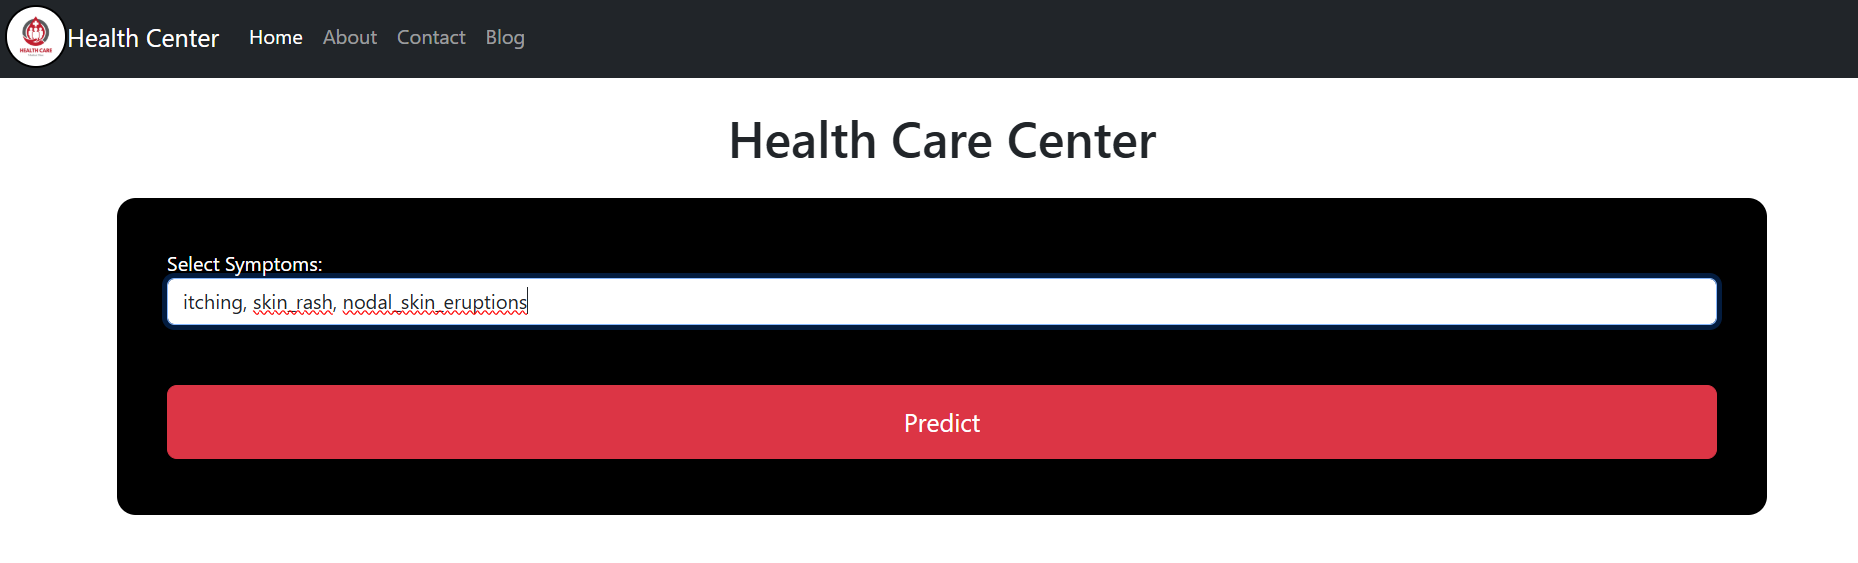 HEALTH CARE
Health Center Home About Contact Blog
Health Care Center
Select Symptoms:
itching, skin_rash, nodal_skin_eruptions
Predict